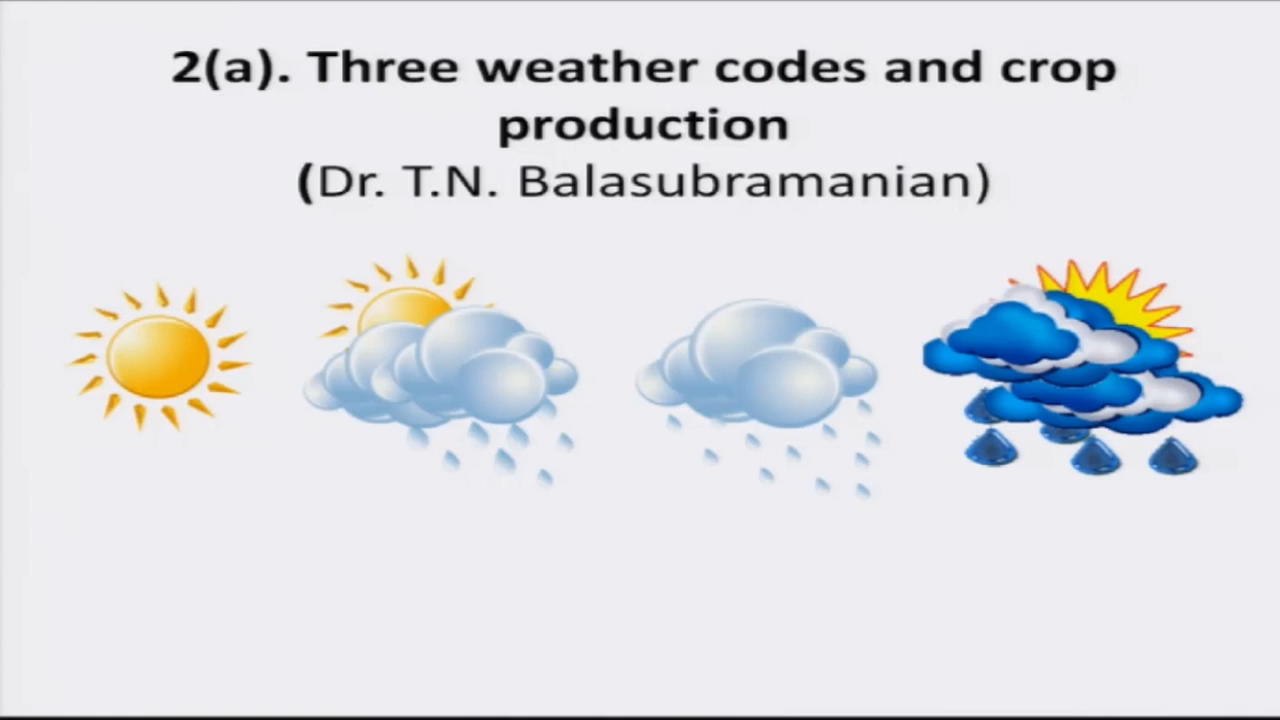 2(a). Three weather codes and crop
production
(Dr. T.N. Balasubramanian)